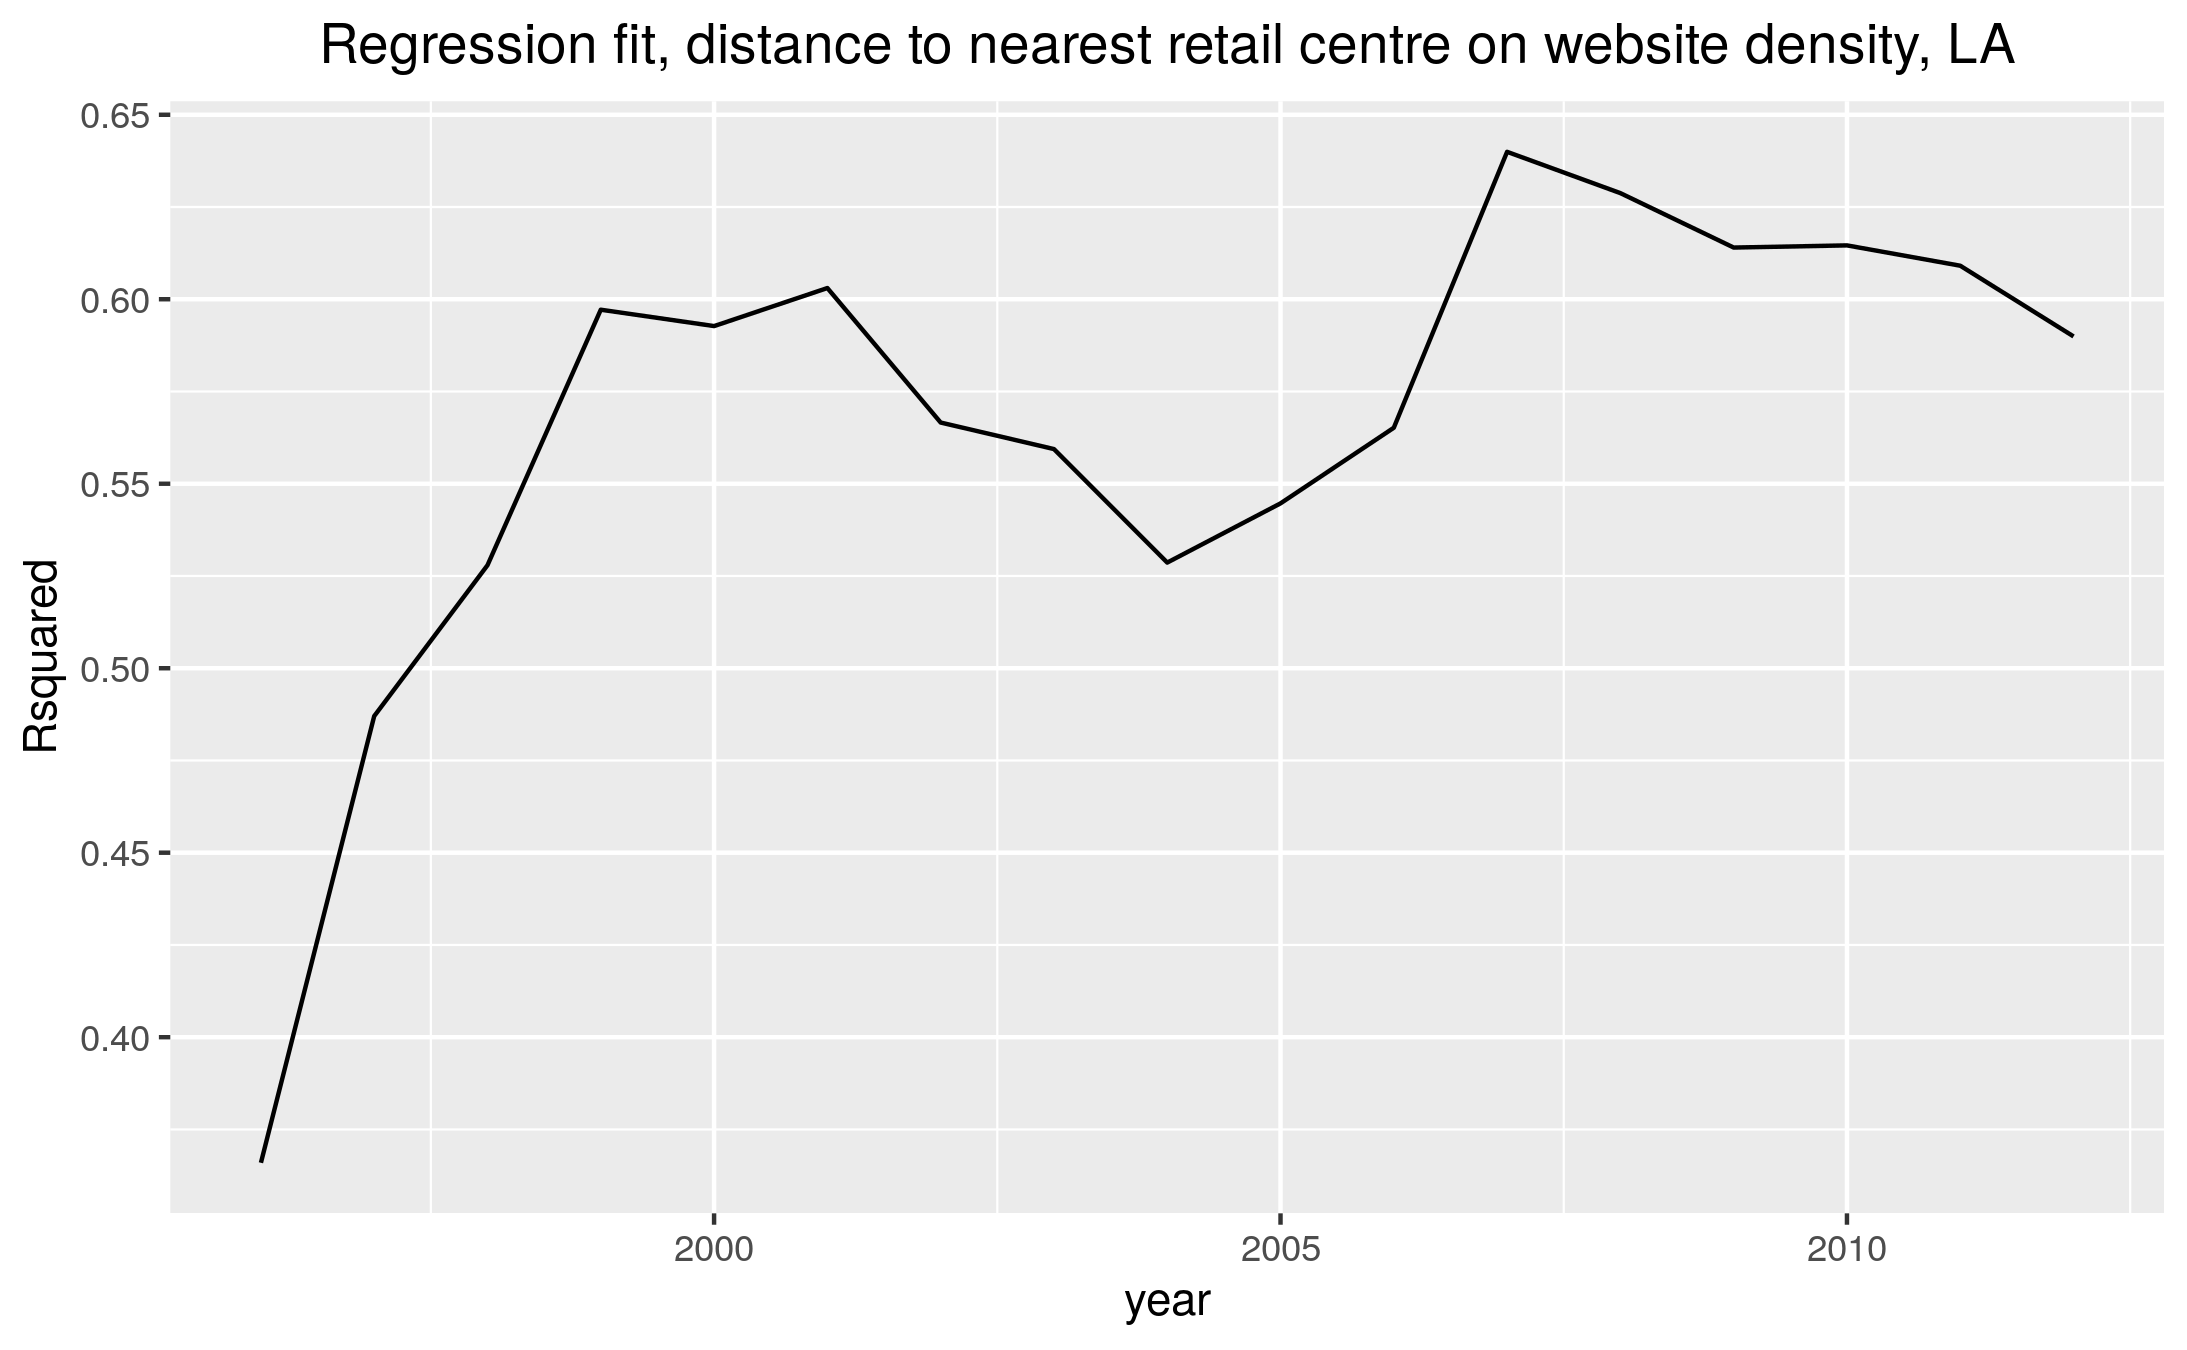 Regression fit, distance to nearest retail centre on website density, LA
0.65
0.60
0.55
0.50
0.45
0.40
Rsquared
2000 2005 2010
year